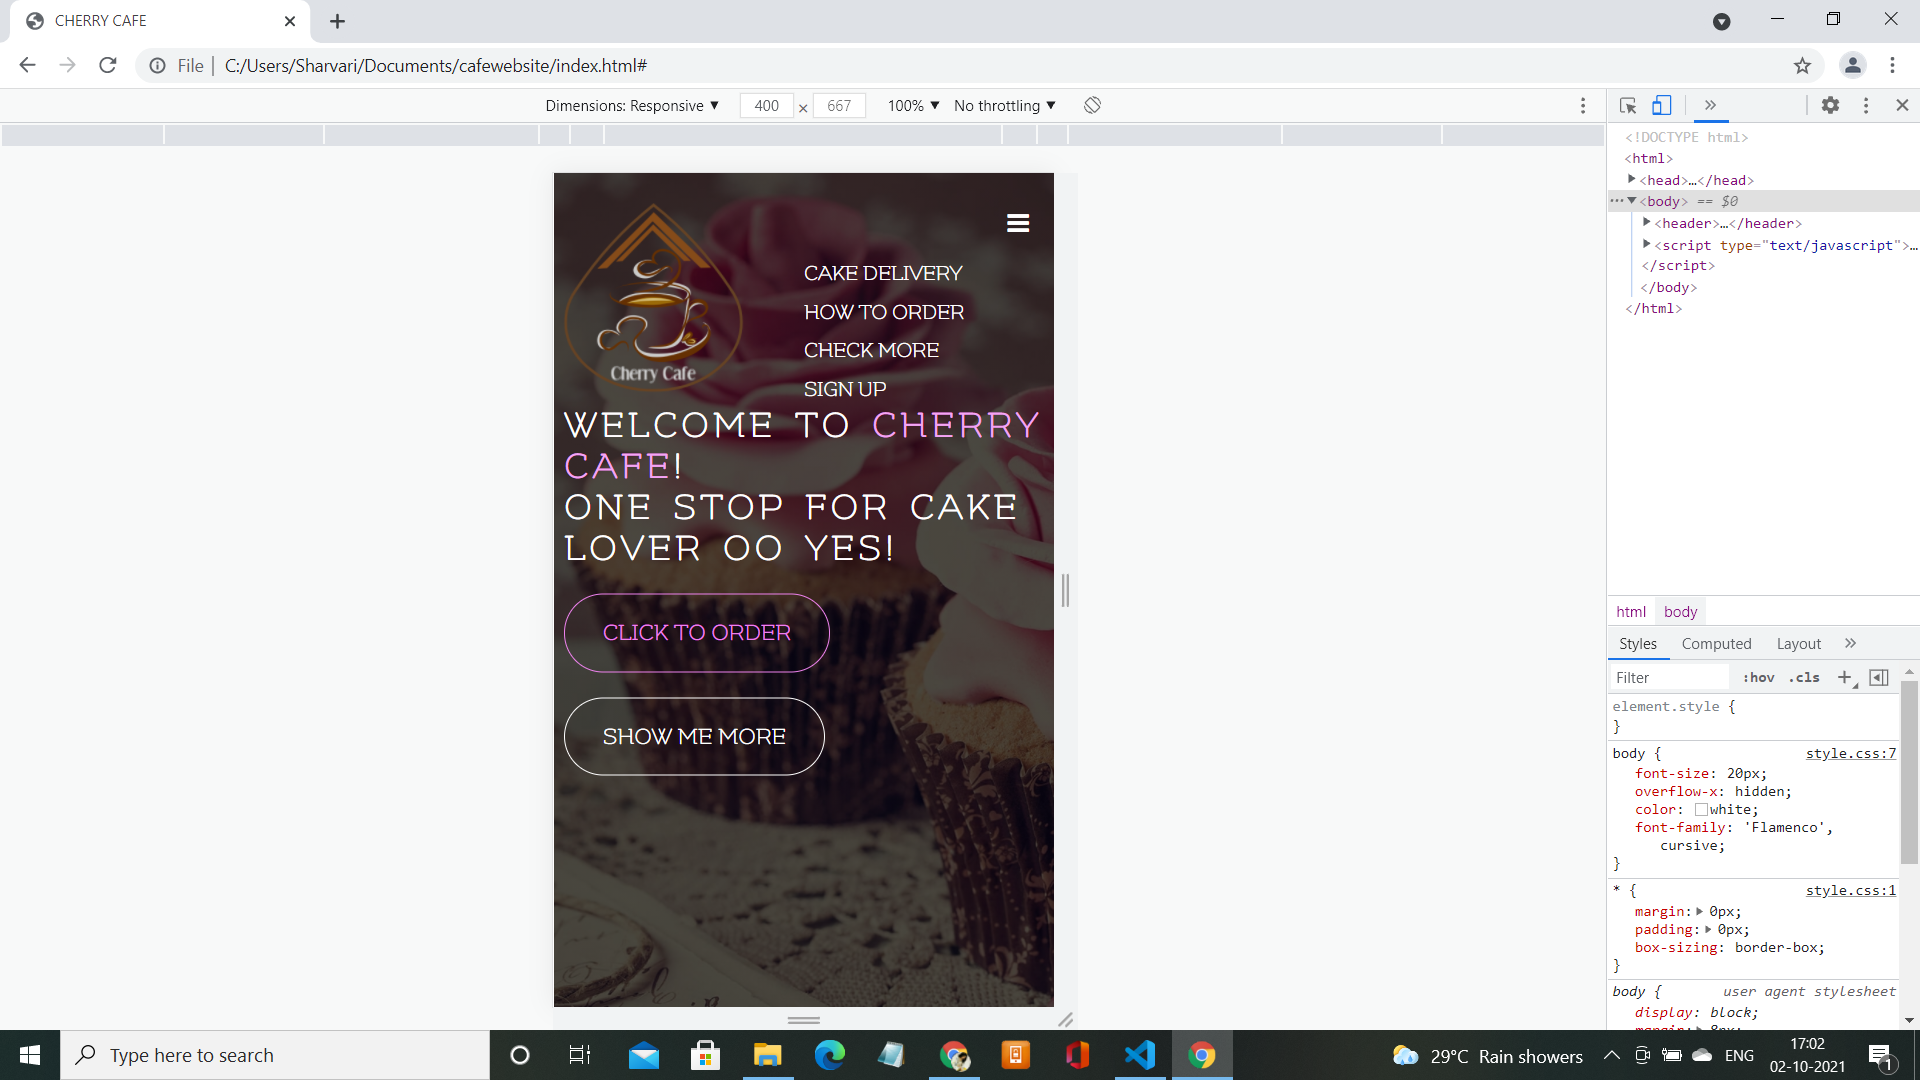 CHERRY CAFE
File
C:/Users/Sharvari/Documents/cafewebsite/index.html#
Dimensions: Responsive ▼ 400 × 667 100% ▼ No throttling ▼
Cherry Cafe
CAKE DELIVERY
HOW TO ORDER
CHECK MORE
SIGN UP
WELCOME TO CHERRY
CAFE!
ONE STOP FOR CAKE
LOVER OO YES!
CLICK TO ORDER
SHOW ME MORE
<!DOCTYPE html>
<html>
<head>…</head>
<body> == $0
<header>…</header>
<script type="text/javascript">…
</script>
</body>
</html>
html body
Styles Computed Layout
Filter :hov .cls
element.style {
}
body { style.css:7
font-size: 20px;
overflow-x: hidden;
color: white;
font-family: 'Flamenco',
cursive;
}
* { style.css:1
margin: 0px;
padding: 0px;
box-sizing: border-box;
}
body { user agent stylesheet
display: block;
margin: 8px;
Type here to search
29°C Rain showers
ENG
17:02
02-10-2021
1